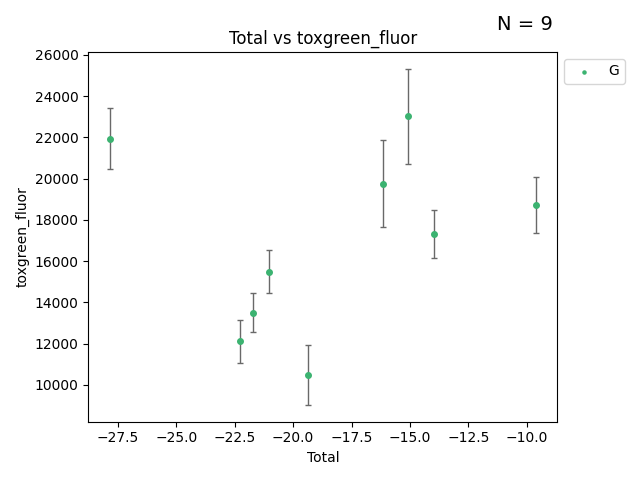 N = 9
Total vs toxgreen_fluor
G
26000
24000
22000
20000
18000
16000
14000
12000
10000
toxgreen_fluor
−27.5 −25.0 −22.5 −20.0 −17.5 −15.0 −12.5 −10.0
Total